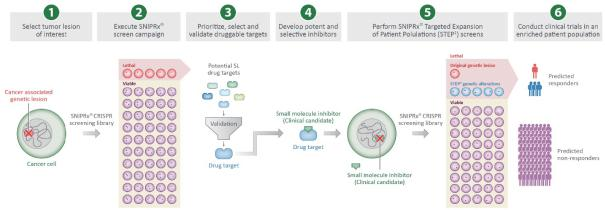 1
Select tumor lesion
of interest
2
Execute SNIPRx®
screen campaign
3
Prioritize, select and
validate druggable targets
4
Develop potent and
selective inhibitors
5
Perform SNIPRx® Targeted Expansion
of Patient Polulations (STEP²) screens
6
Conduct clinical trials in an
enriched patient population
Cancer associated
genetic lesion
Cancer cell
SNIPRx® CRISPR
screening library
Lethal
Viable
Potential SL
drug targets
Validation
Drug target
Small molecule inhibitor
(Clinical candidate)
Drug target
Small molecule inhibitor
(Clinical candidate)
SNIPRx® CRISPR
screening library
Lethal
Original genetic lesion
STEP² genetic alterations
Viable
Predicted
responders
Predicted
non-responders